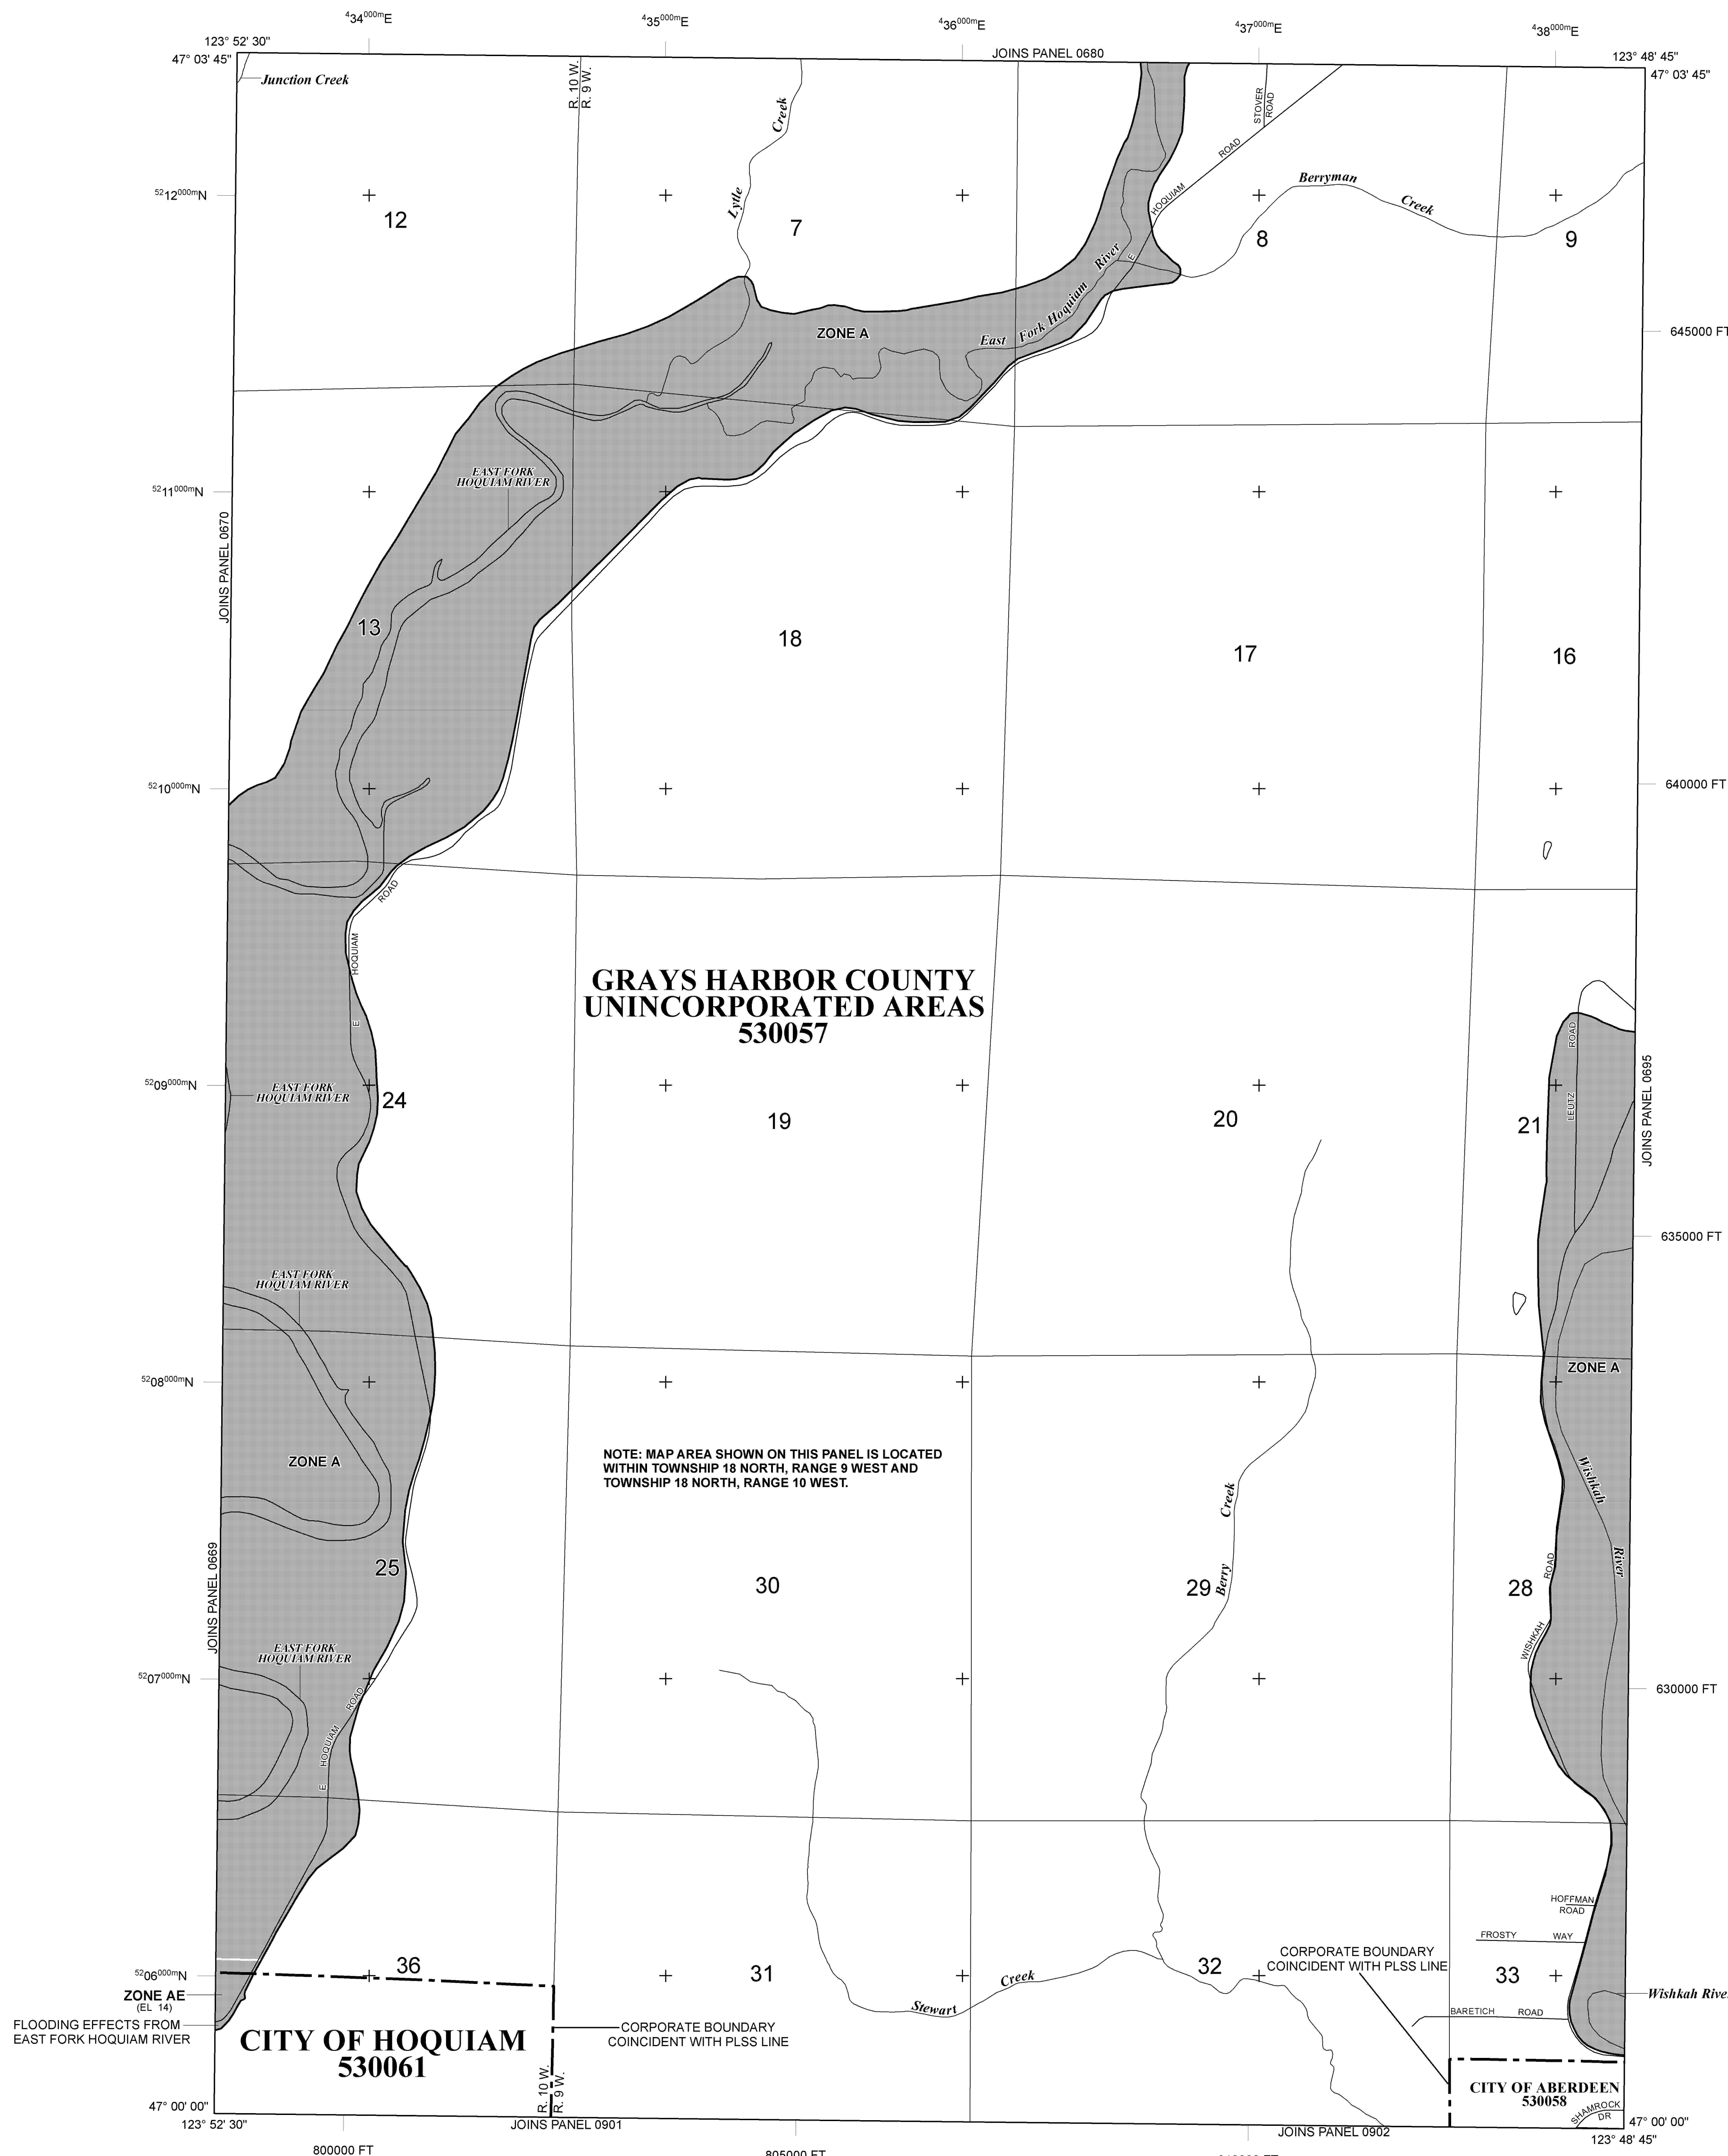 434000mE
435000mE
436000mE
437000mE
438000mE
123° 52' 30"
47° 03' 45"
JOINS PANEL 0680
123° 48' 45"
47° 03' 45"
Junction Creek
R. 10 W.
R. 9 W.
Lytle Creek
STOVER
ROAD
E HOQUIAM ROAD
Berryman Creek
5212000mN
12
7
8
9
East Fork Hoquiam River
ZONE A
645000 FT
EAST FORK
HOQUIAM RIVER
5211000mN
JOINS PANEL 0670
13
18
17
16
5210000mN
640000 FT
E HOQUIAM ROAD
GRAYS HARBOR COUNTY
UNINCORPORATED AREAS
530057
LEUTZ ROAD
JOINS PANEL 0695
5209000mN
EAST FORK
HOQUIAM RIVER
24
19
20
21
635000 FT
EAST FORK
HOQUIAM RIVER
5208000mN
ZONE A
ZONE A
NOTE: MAP AREA SHOWN ON THIS PANEL IS LOCATED
WITHIN TOWNSHIP 18 NORTH, RANGE 9 WEST AND
TOWNSHIP 18 NORTH, RANGE 10 WEST.
Wishkah River
Berry Creek
JOINS PANEL 0669
25
30
29
28
WISHKAH ROAD
EAST FORK
HOQUIAM RIVER
5207000mN
630000 FT
E HOQUIAM ROAD
HOFFMAN
ROAD
FROSTY WAY
CORPORATE BOUNDARY
COINCIDENT WITH PLSS LINE
36
31
32
33
5206000mN
Stewart Creek
ZONE AE
(EL 14)
Wishkah Rive
BARETICH ROAD
FLOODING EFFECTS FROM
EAST FORK HOQUIAM RIVER
CITY OF HOQUIAM
530061
CORPORATE BOUNDARY
COINCIDENT WITH PLSS LINE
R. 10 W.
R. 9 W.
CITY OF ABERDEEN
530058
SHAMROCK
DR
47° 00' 00"
123° 52' 30"
JOINS PANEL 0901
JOINS PANEL 0902
47° 00' 00"
123° 48' 45"
800000 FT
805000 FT